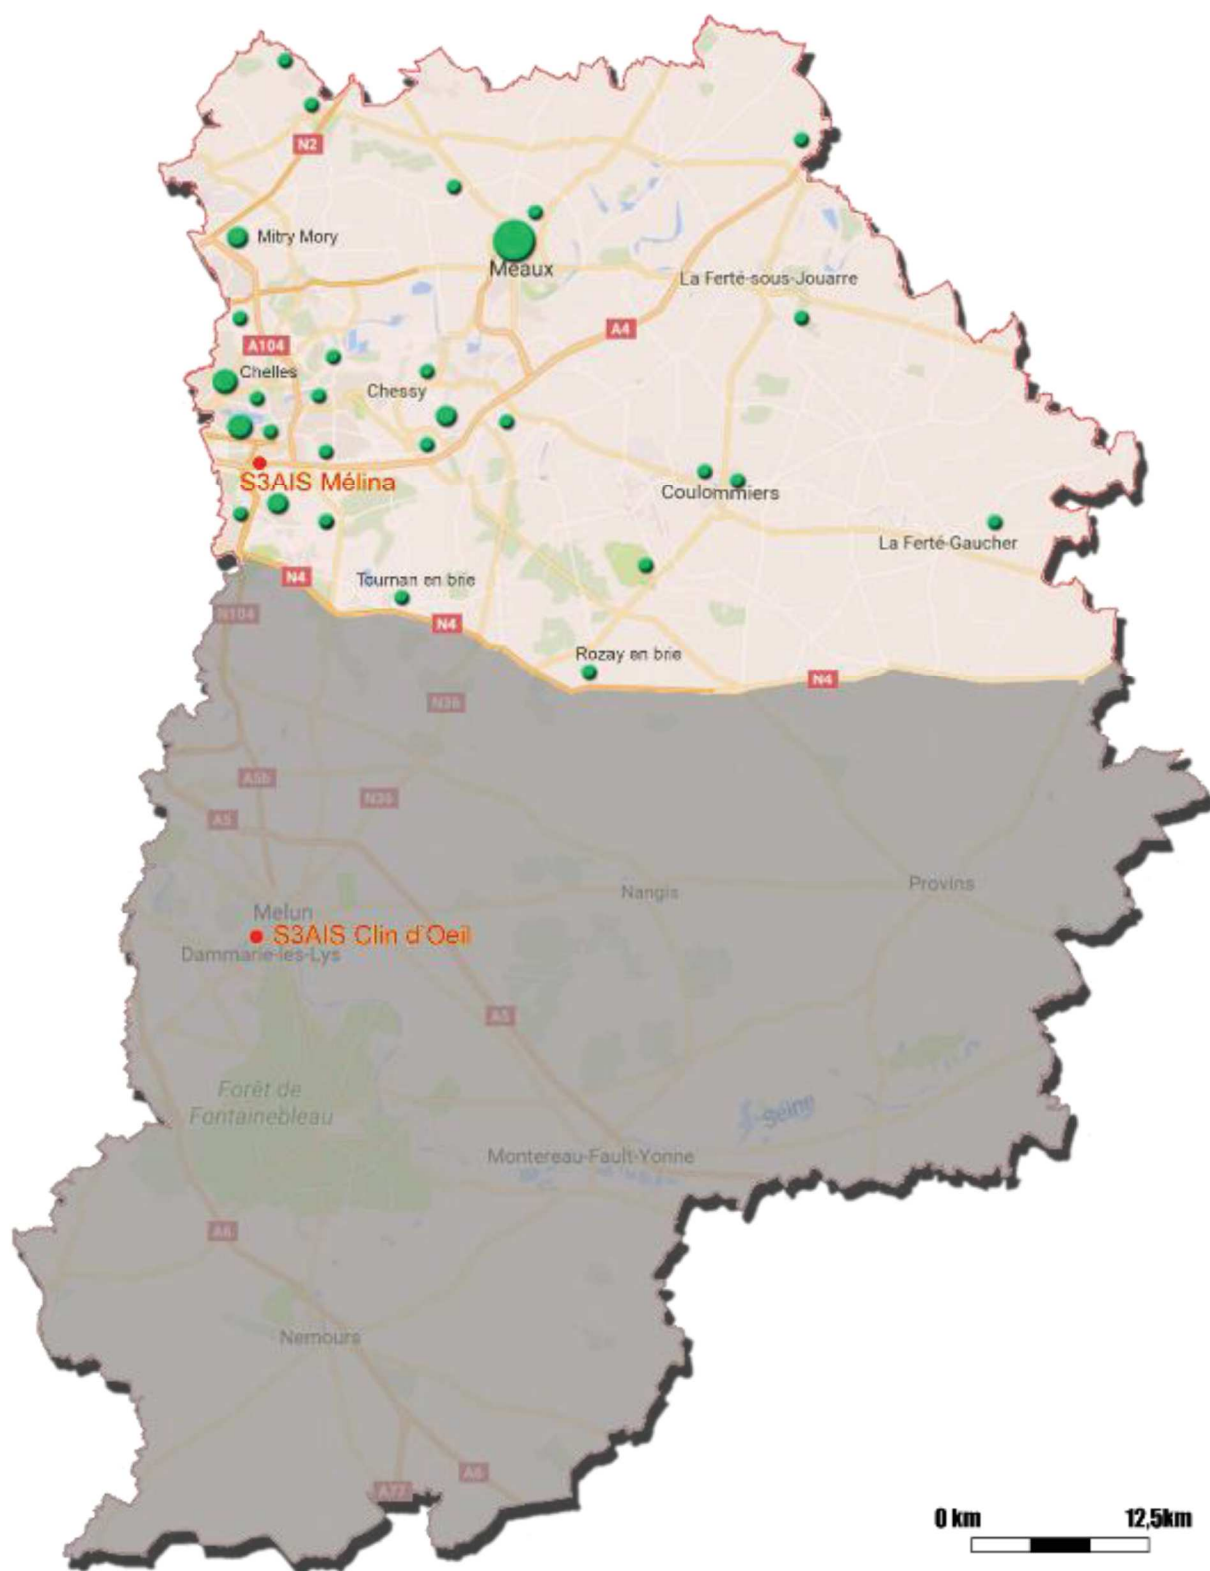 N2
Mitry Mory
Meaux
La Ferté-sous-Jouarre
A4
A104
Chelles
Chessy
S3AIS Mélina
Coulommiers
La Ferté-Gaucher
N4
Tournan en brie
N104
N4
Rozay en brie
N4
N36
A5b
N36
A5
Nangis
Provins
Melun
S3AIS Clin d'Oeil
Dammarie-les-Lys
A5
Forêt de
Fontainebleau
Seine
Montereau-Fault-Yonne
A6
Nemours
A6
A77
0 km
12,5km